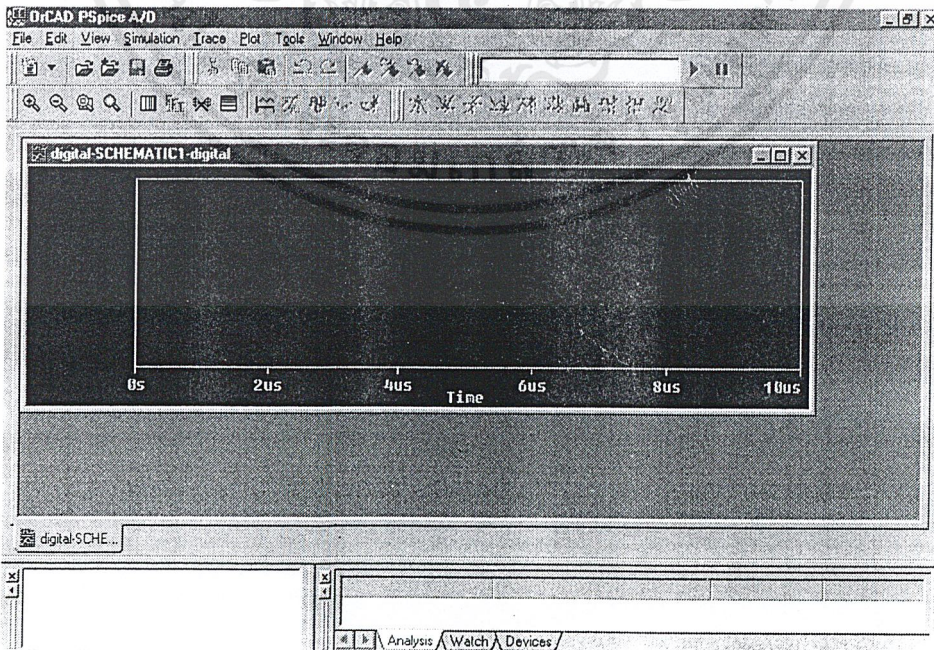 OrCAD PSpice A/D
File Edit View Simulation Trace Plot Tools Window Help
digital-SCHEMATIC1-digital
0s 2us 4us 6us 8us 10us
Time
digital-SCHE...
Analysis Watch Devices